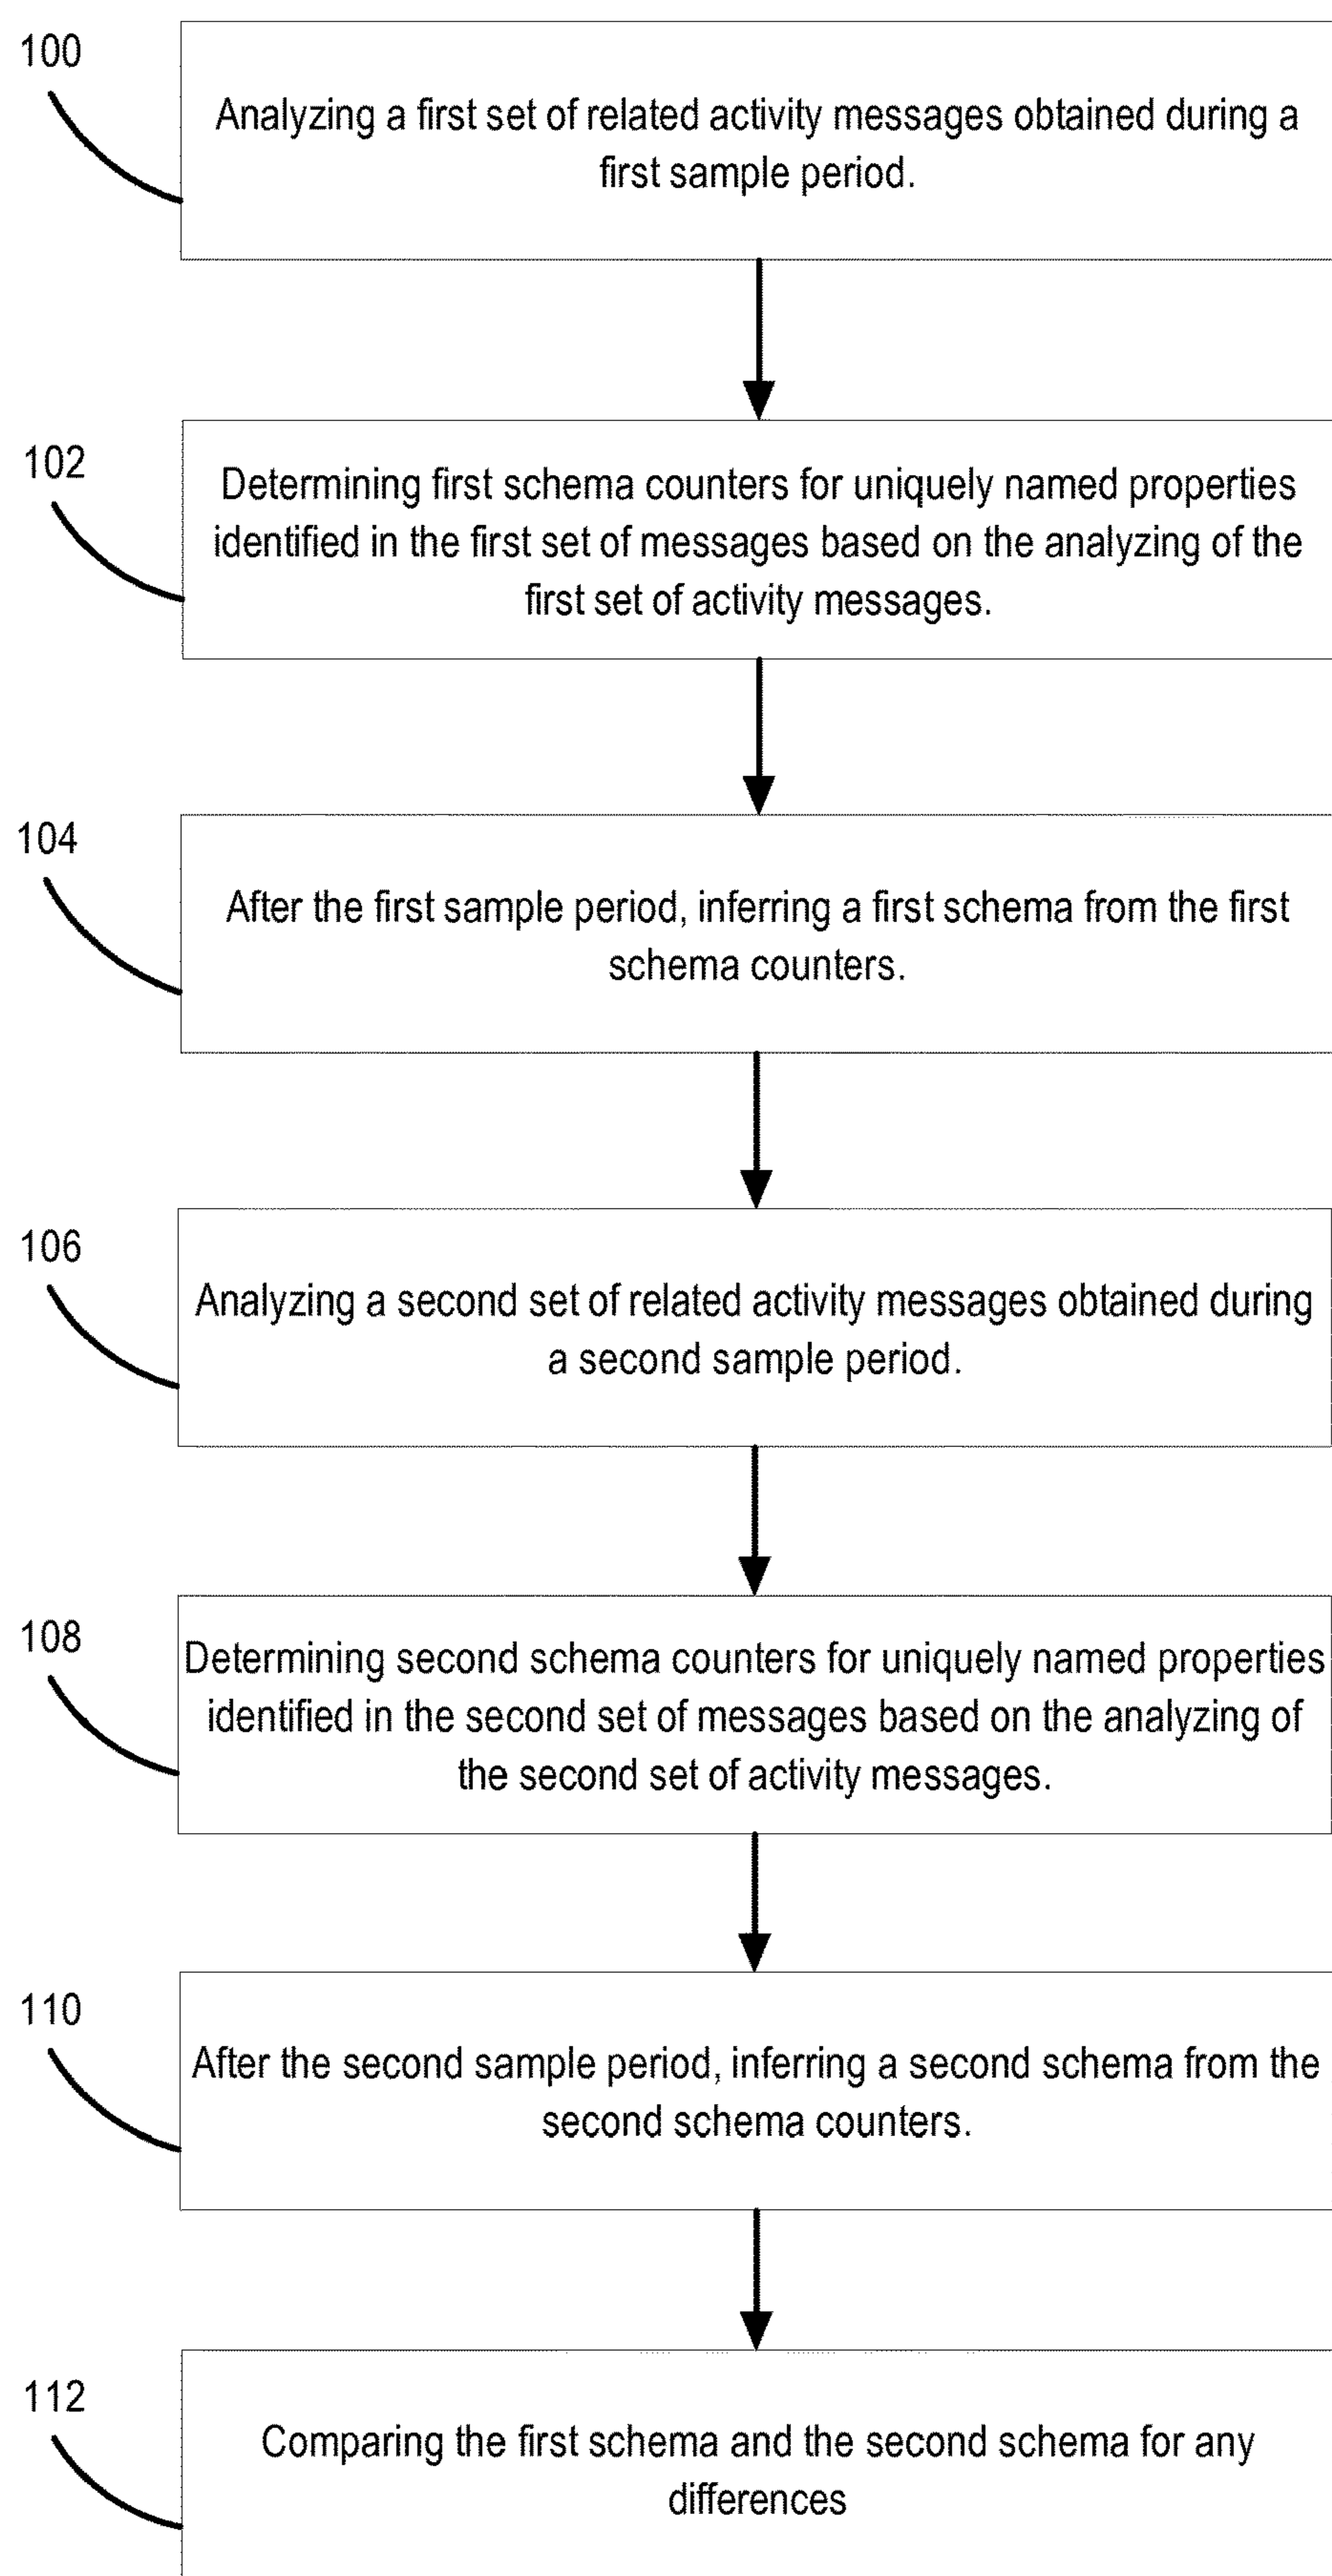 100
Analyzing a first set of related activity messages obtained during a
first sample period.
102
Determining first schema counters for uniquely named properties
identified in the first set of messages based on the analyzing of the
first set of activity messages.
104
After the first sample period, inferring a first schema from the first
schema counters.
106
Analyzing a second set of related activity messages obtained during
a second sample period.
108
Determining second schema counters for uniquely named properties
identified in the second set of messages based on the analyzing of
the second set of activity messages.
110
After the second sample period, inferring a second schema from the
second schema counters.
112
Comparing the first schema and the second schema for any
differences